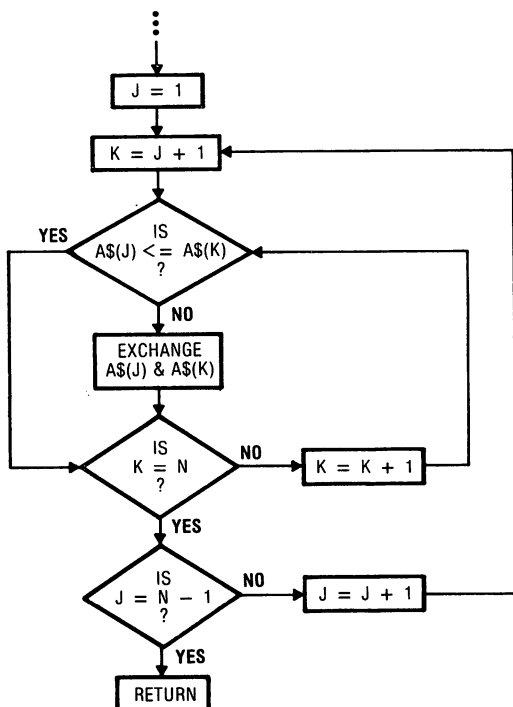 J = 1
K = J + 1
IS
A$(J) <= A$(K)
?
YES
NO
EXCHANGE
A$(J) & A$(K)
IS
K = N
?
NO
K = K + 1
YES
IS
J = N - 1
?
NO
J = J + 1
YES
RETURN